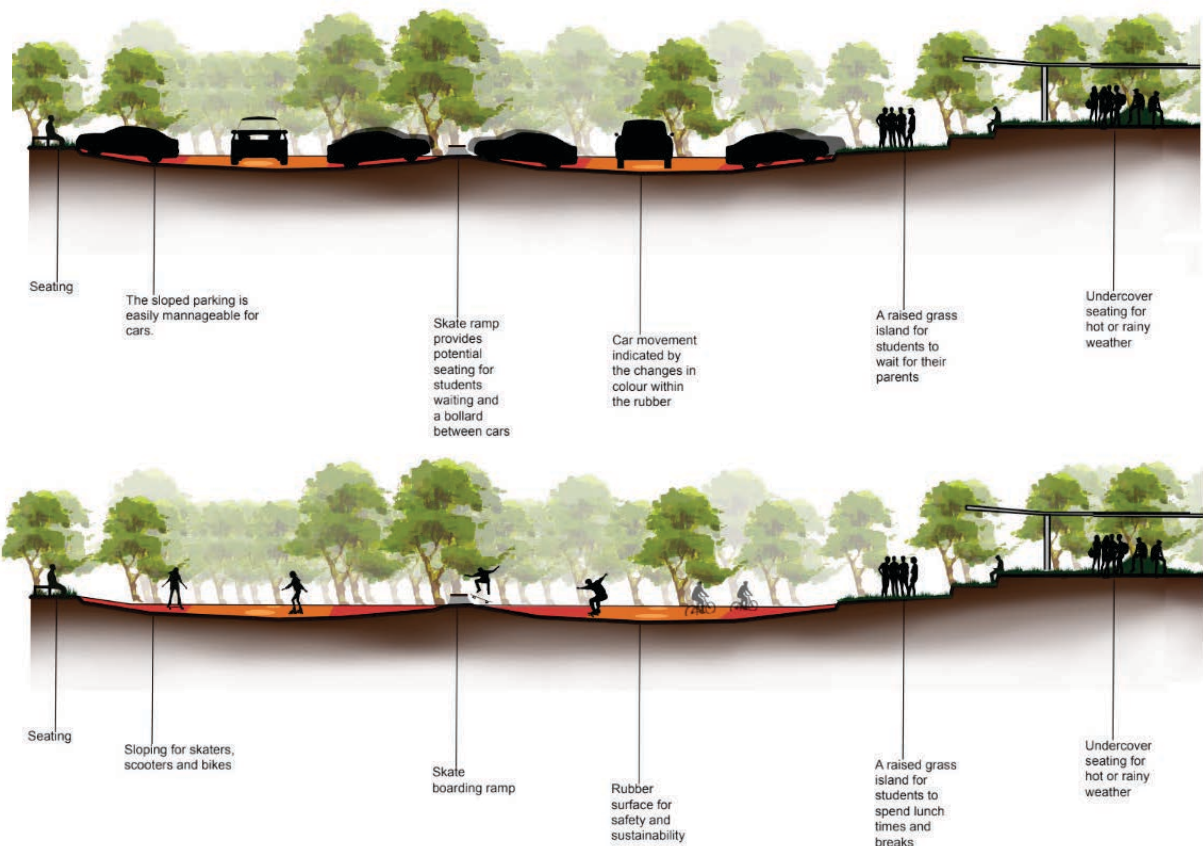 Seating
The sloped parking is
easily mannageable for
cars.
Skate ramp
provides
potential
seating for
students
waiting and
a bollard
between cars
Car movement
indicated by
the changes in
colour within
the rubber
A raised grass
island for
students to
wait for their
parents
Undercover
seating for
hot or rainy
weather
Seating
Sloping for skaters,
scooters and bikes
Skate
boarding ramp
Rubber
surface for
safety and
sustainability
A raised grass
island for
students to
spend lunch
times and
breaks
Undercover
seating for
hot or rainy
weather